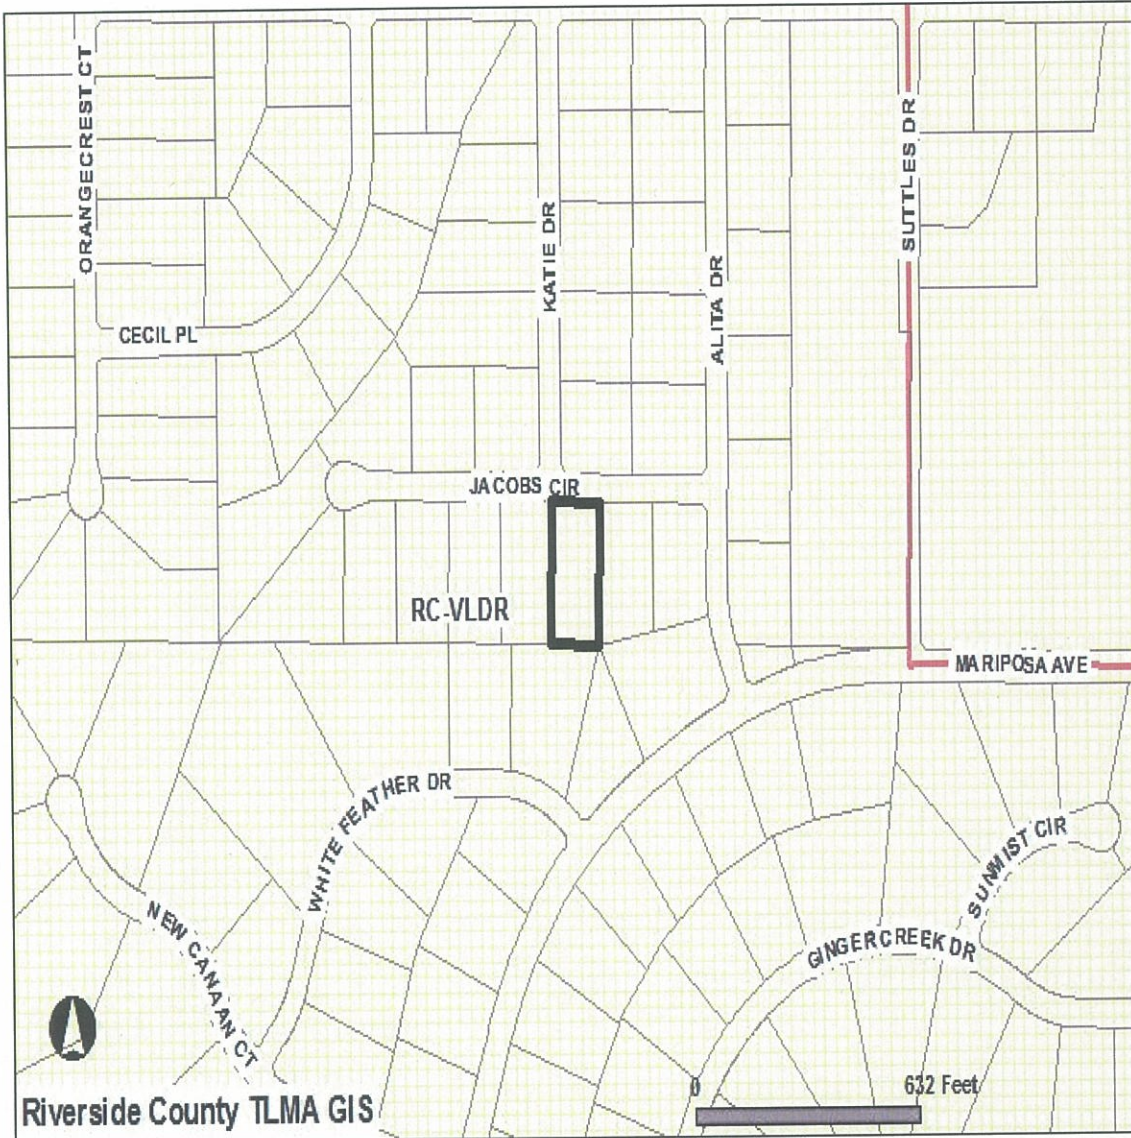 ORANGECREST CT
SUTTLES DR
KATIE DR
ALITA DR
CECIL PL
JACOBS CIR
RC-VLDR
MARIPOSA AVE
WHITE FEATHER DR
SUNMIST CIR
NEW CANAAN CT
GINGERCREEK DR
0
632 Feet
Riverside County TLMA GIS